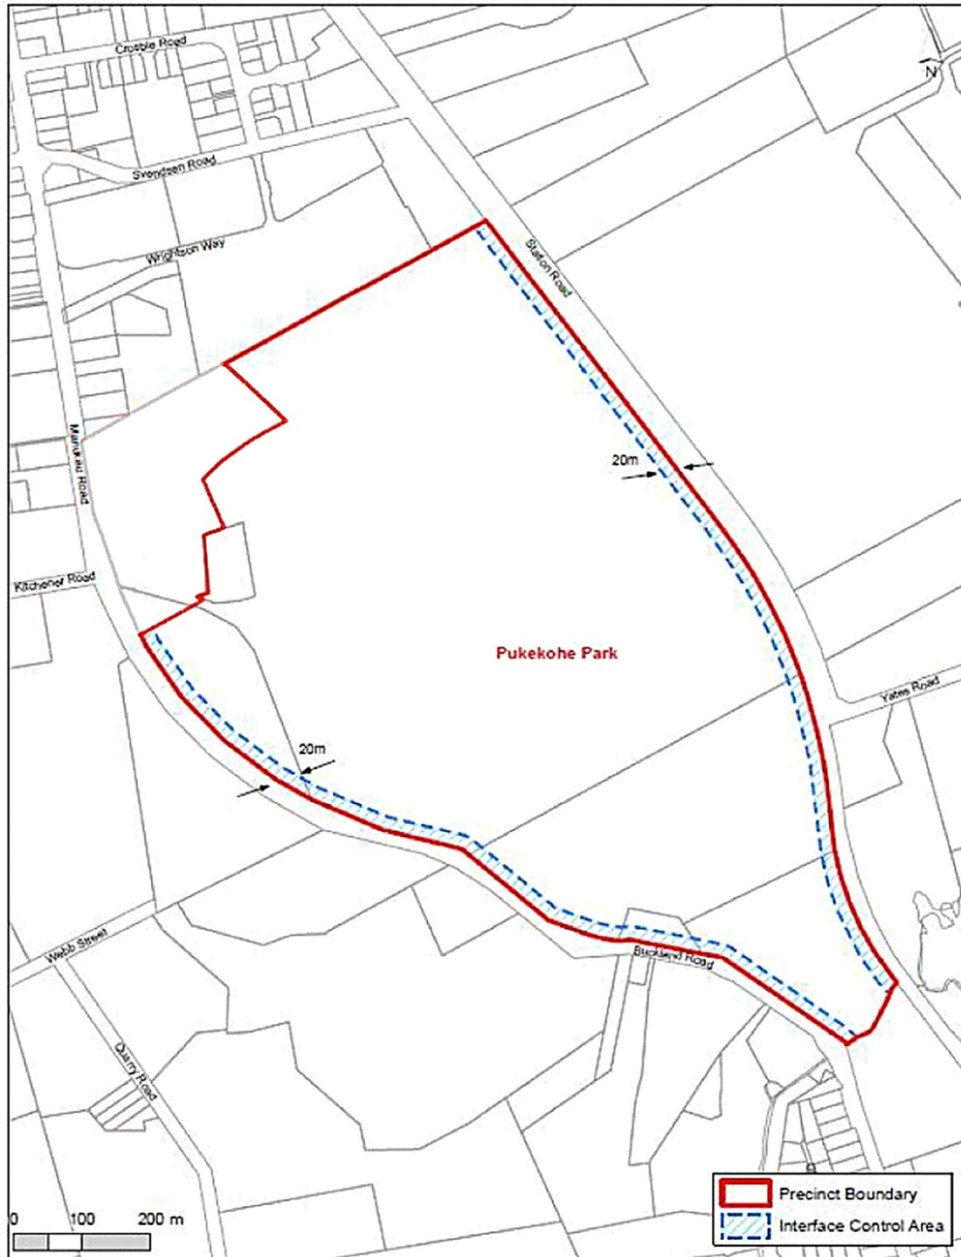 Crosbie Road
N
Svendsen Road
Station Road
Wrightson Way
Manukau Road
20m
Kitchener Road
Pukekohe Park
Yates Road
20m
Webb Street
Buckland Road
Quarry Road
Precinct Boundary
0 100 200 m
Interface Control Area